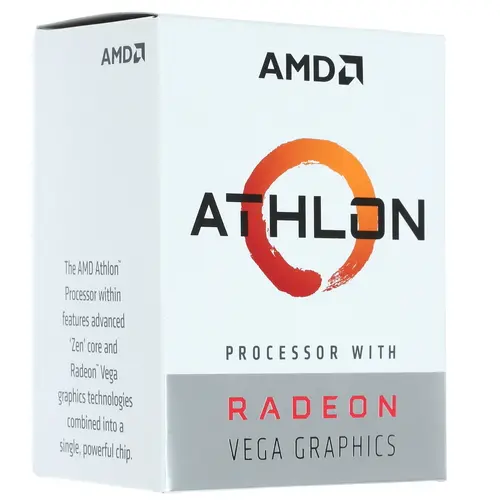 AMD
The AMD Athlon™
Processor within
features advanced
'Zen' core and
Radeon™ Vega
graphics technologies
combined into a
single, powerful chip.
AMD
ATHLON
PROCESSOR WITH
RADEON
VEGA GRAPHICS